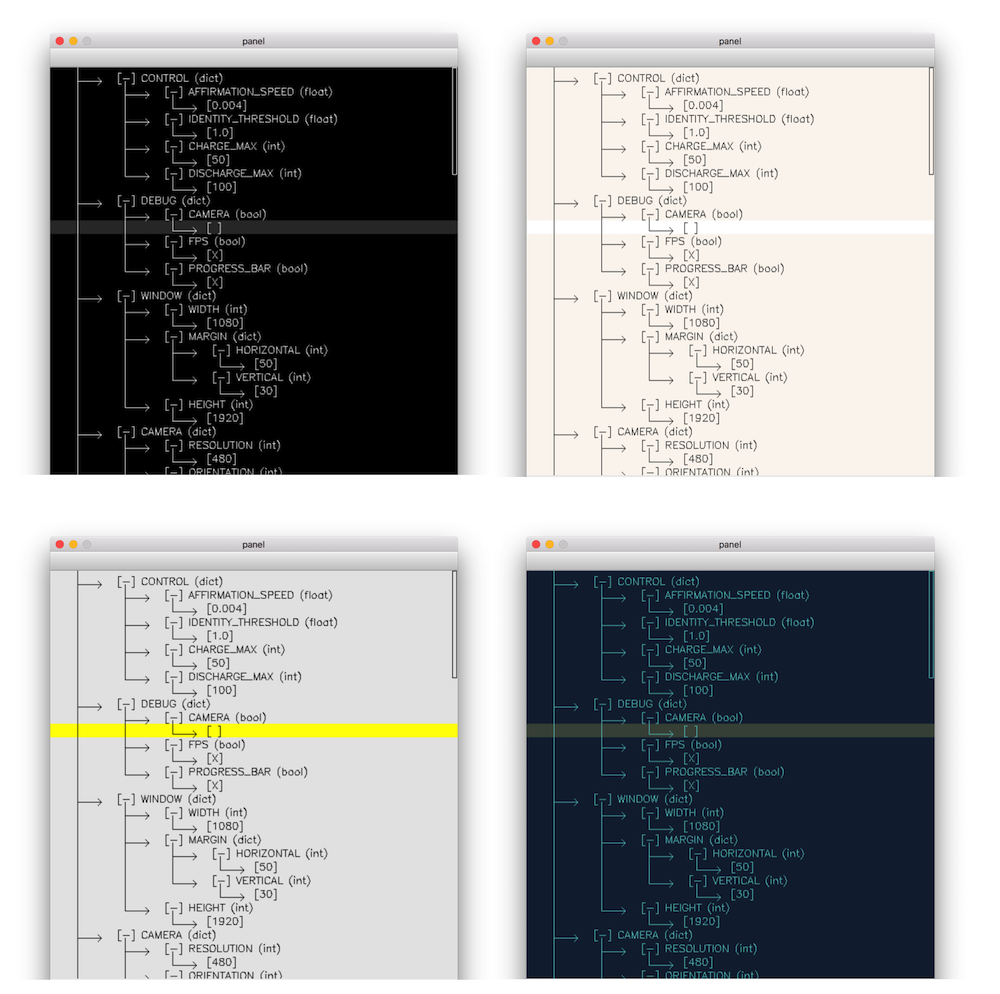 panel
[-] CONTROL (dict)
[-] AFFIRMATION_SPEED (float)
[0.004]
[-] IDENTITY_THRESHOLD (float)
[1.0]
[-] CHARGE_MAX (int)
[50]
[-] DISCHARGE_MAX (int)
[100]
[-] DEBUG (dict)
[-] CAMERA (bool)
[ ]
[-] FPS (bool)
[X]
[-] PROGRESS_BAR (bool)
[X]
[-] WINDOW (dict)
[-] WIDTH (int)
[1080]
[-] MARGIN (dict)
[-] HORIZONTAL (int)
[50]
[-] VERTICAL (int)
[30]
[-] HEIGHT (int)
[1920]
[-] CAMERA (dict)
[-] RESOLUTION (int)
[480]
[-] ORIENTATION (int)
panel
[-] CONTROL (dict)
[-] AFFIRMATION_SPEED (float)
[0.004]
[-] IDENTITY_THRESHOLD (float)
[1.0]
[-] CHARGE_MAX (int)
[50]
[-] DISCHARGE_MAX (int)
[100]
[-] DEBUG (dict)
[-] CAMERA (bool)
[ ]
[-] FPS (bool)
[X]
[-] PROGRESS_BAR (bool)
[X]
[-] WINDOW (dict)
[-] WIDTH (int)
[1080]
[-] MARGIN (dict)
[-] HORIZONTAL (int)
[50]
[-] VERTICAL (int)
[30]
[-] HEIGHT (int)
[1920]
[-] CAMERA (dict)
[-] RESOLUTION (int)
[480]
[-] ORIENTATION (int)
panel
[-] CONTROL (dict)
[-] AFFIRMATION_SPEED (float)
[0.004]
[-] IDENTITY_THRESHOLD (float)
[1.0]
[-] CHARGE_MAX (int)
[50]
[-] DISCHARGE_MAX (int)
[100]
[-] DEBUG (dict)
[-] CAMERA (bool)
[ ]
[-] FPS (bool)
[X]
[-] PROGRESS_BAR (bool)
[X]
[-] WINDOW (dict)
[-] WIDTH (int)
[1080]
[-] MARGIN (dict)
[-] HORIZONTAL (int)
[50]
[-] VERTICAL (int)
[30]
[-] HEIGHT (int)
[1920]
[-] CAMERA (dict)
[-] RESOLUTION (int)
[480]
[-] ORIENTATION (int)
panel
[-] CONTROL (dict)
[-] AFFIRMATION_SPEED (float)
[0.004]
[-] IDENTITY_THRESHOLD (float)
[1.0]
[-] CHARGE_MAX (int)
[50]
[-] DISCHARGE_MAX (int)
[100]
[-] DEBUG (dict)
[-] CAMERA (bool)
[ ]
[-] FPS (bool)
[X]
[-] PROGRESS_BAR (bool)
[X]
[-] WINDOW (dict)
[-] WIDTH (int)
[1080]
[-] MARGIN (dict)
[-] HORIZONTAL (int)
[50]
[-] VERTICAL (int)
[30]
[-] HEIGHT (int)
[1920]
[-] CAMERA (dict)
[-] RESOLUTION (int)
[480]
[-] ORIENTATION (int)